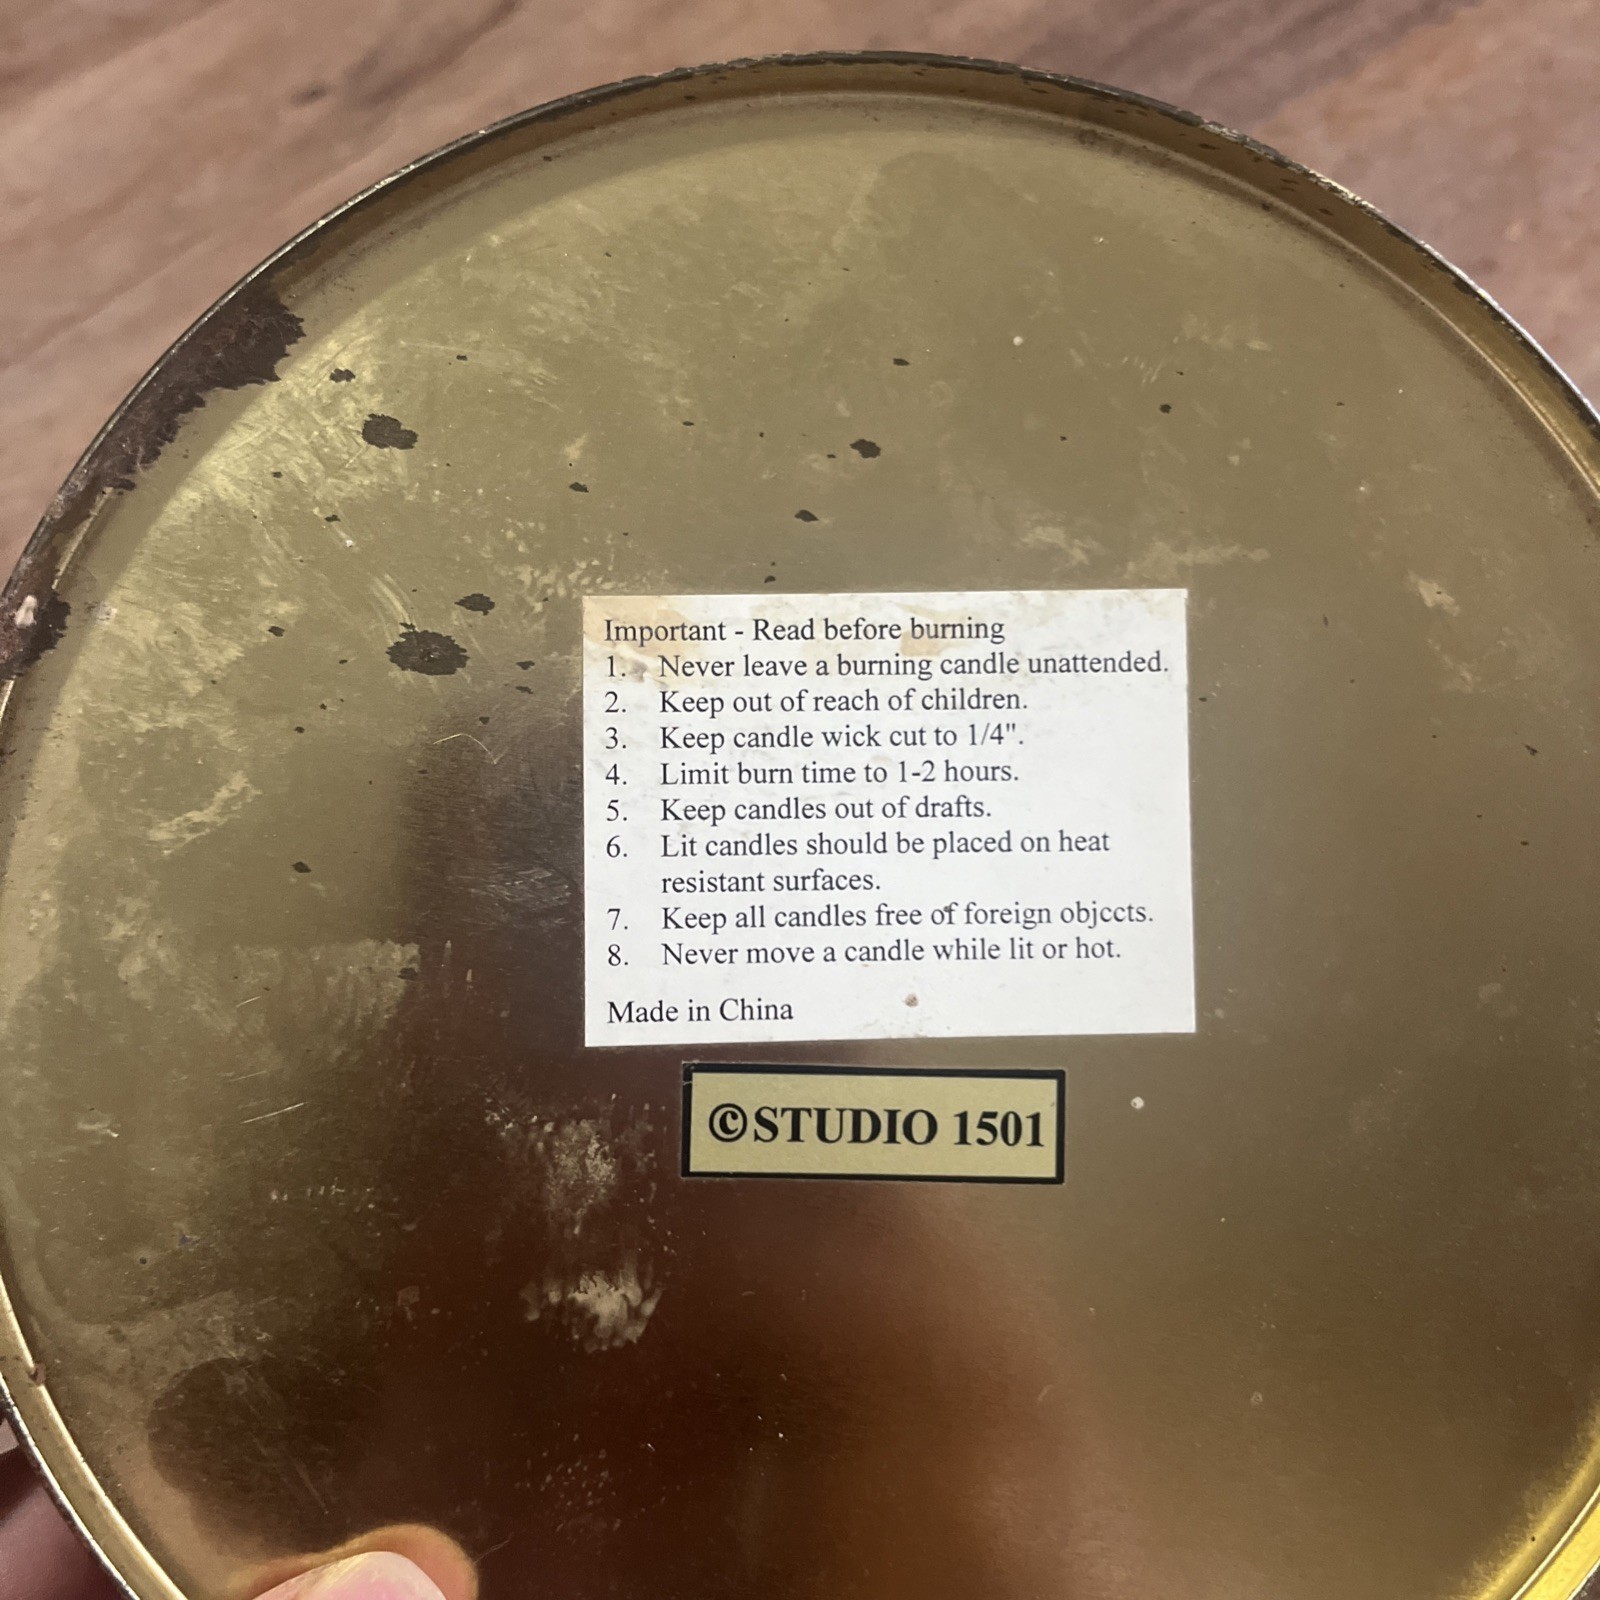 Important - Read before burning
1. Never leave a burning candle unattended.
2. Keep out of reach of children.
3. Keep candle wick cut to 1/4".
4. Limit burn time to 1-2 hours.
5. Keep candles out of drafts.
6. Lit candles should be placed on heat
resistant surfaces.
7. Keep all candles free of foreign objects.
8. Never move a candle while lit or hot.
Made in China
©STUDIO 1501